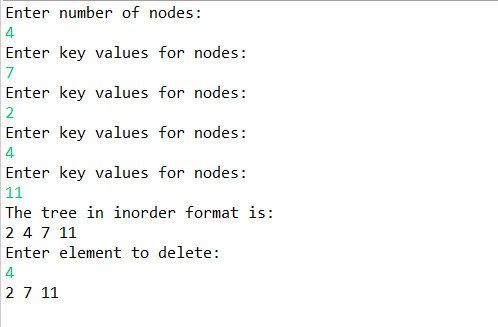 Enter number of nodes:
4
Enter key values for nodes:
7
Enter key values for nodes:
2
Enter key values for nodes:
4
Enter key values for nodes:
11
The tree in inorder format is:
2 4 7 11
Enter element to delete:
4
2 7 11